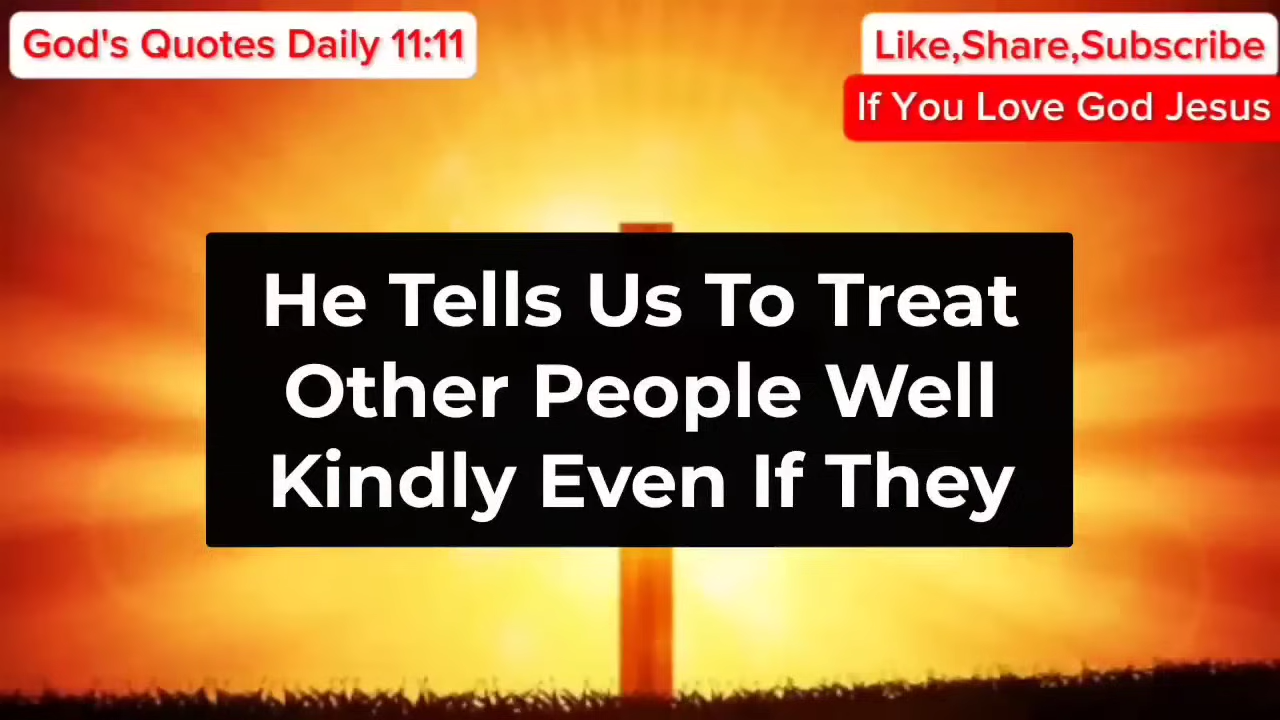 God's Quotes Daily 11:11
Like,Share,Subscribe
If You Love God Jesus
He Tells Us To Treat
Other People Well
Kindly Even If They